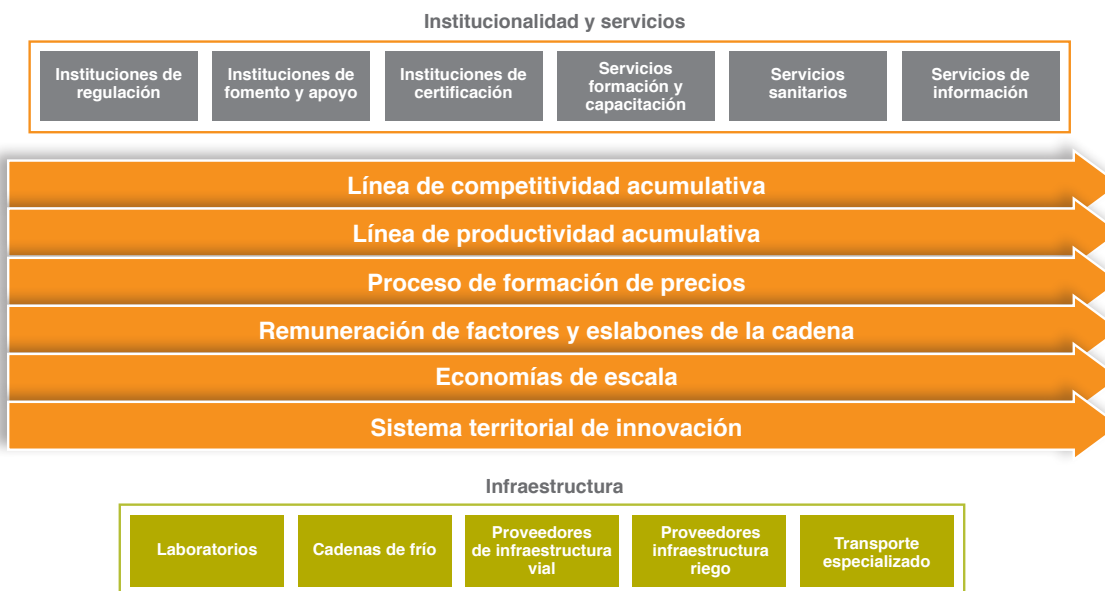 Institucionalidad y servicios
Instituciones de
regulación
Instituciones de
fomento y apoyo
Instituciones de
certificación
Servicios
formación y
capacitación
Servicios
sanitarios
Servicios de
información
Línea de competitividad acumulativa
Línea de productividad acumulativa
Proceso de formación de precios
Remuneración de factores y eslabones de la cadena
Economías de escala
Sistema territorial de innovación
Infraestructura
Laboratorios
Cadenas de frío
Proveedores
de infraestructura
vial
Proveedores
infraestructura
riego
Transporte
especializado